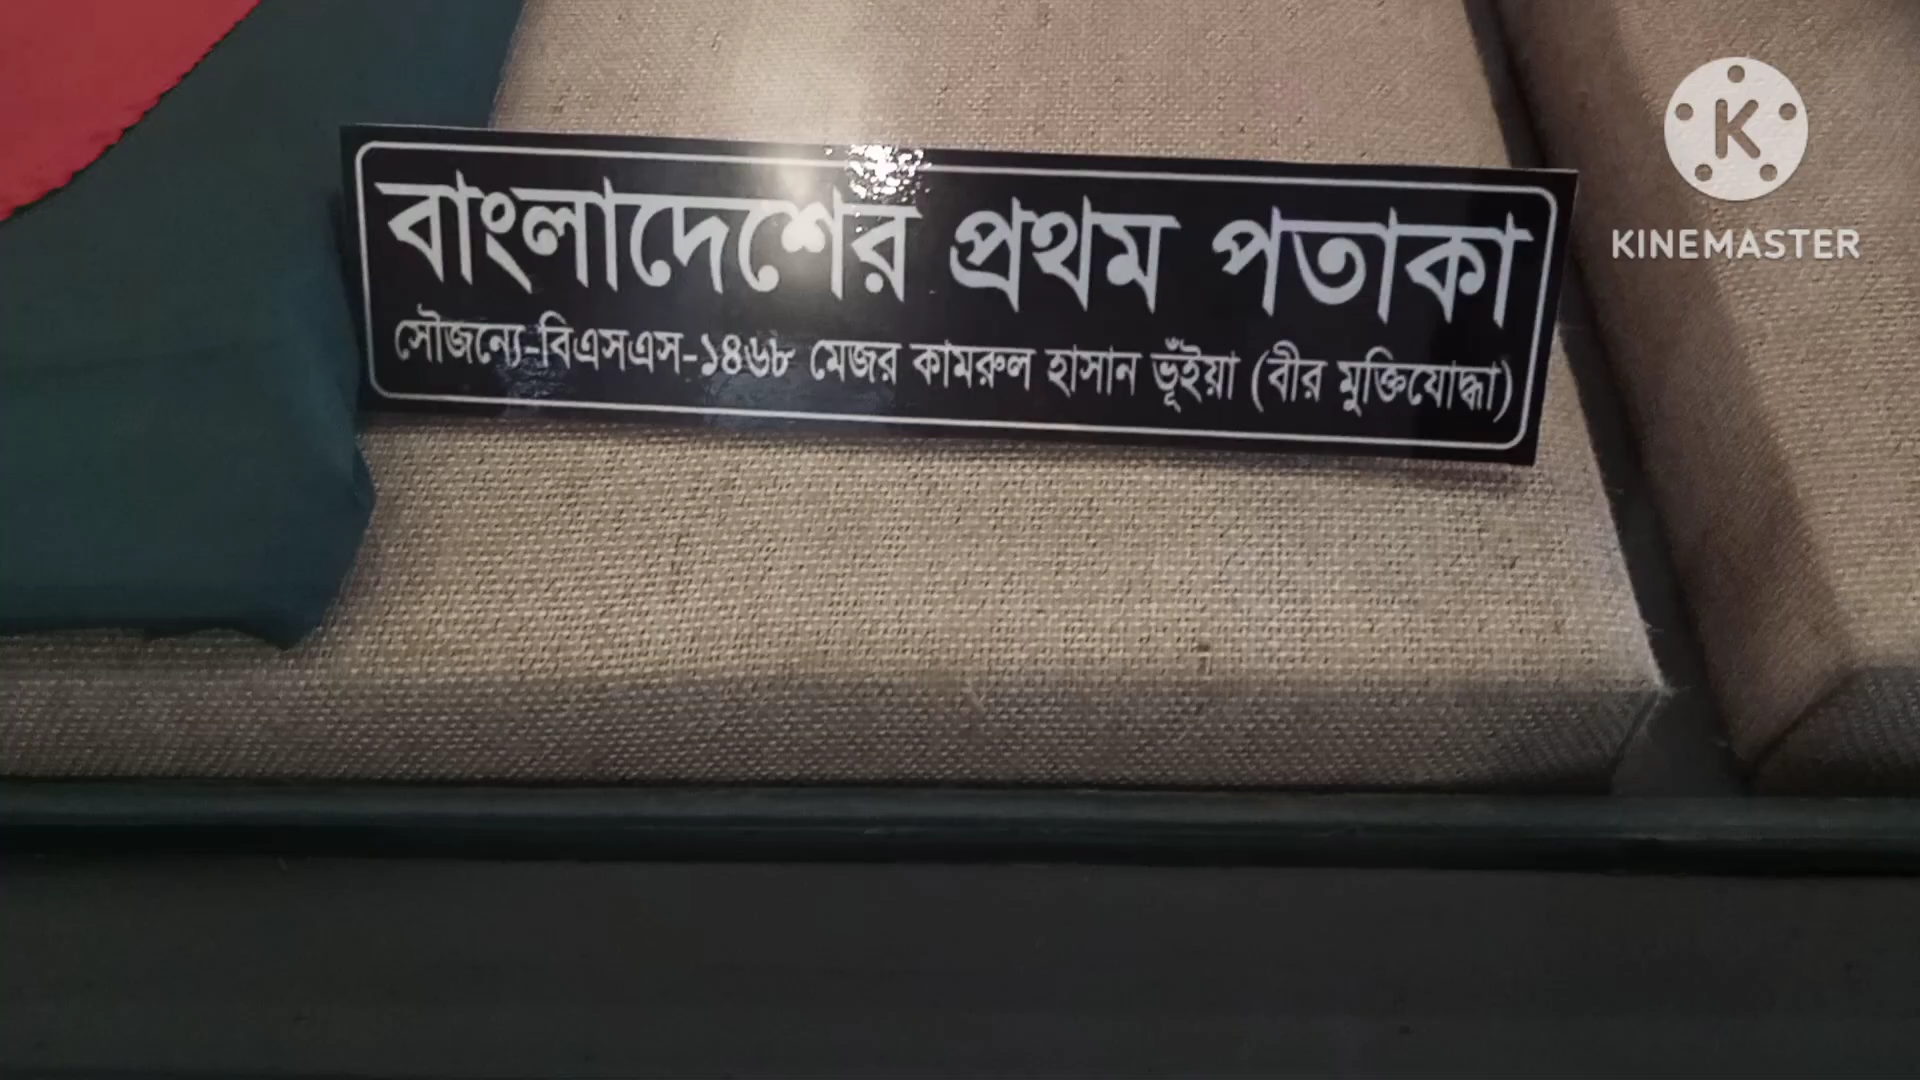 বাংলাদেশের প্রথম পতাকা
সৌজন্যে-বিএসএস-১৪৬৮ মেজর কামরুল হাসান ভূঁইয়া (বীর মুক্তিযোদ্ধা)
K
KINEMASTER